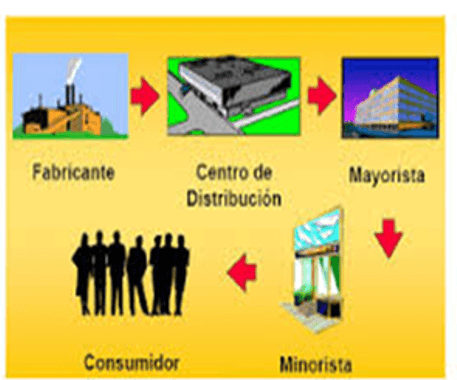 Fabricante
Centro de
Distribución
Mayorista
Consumidor
Minorista